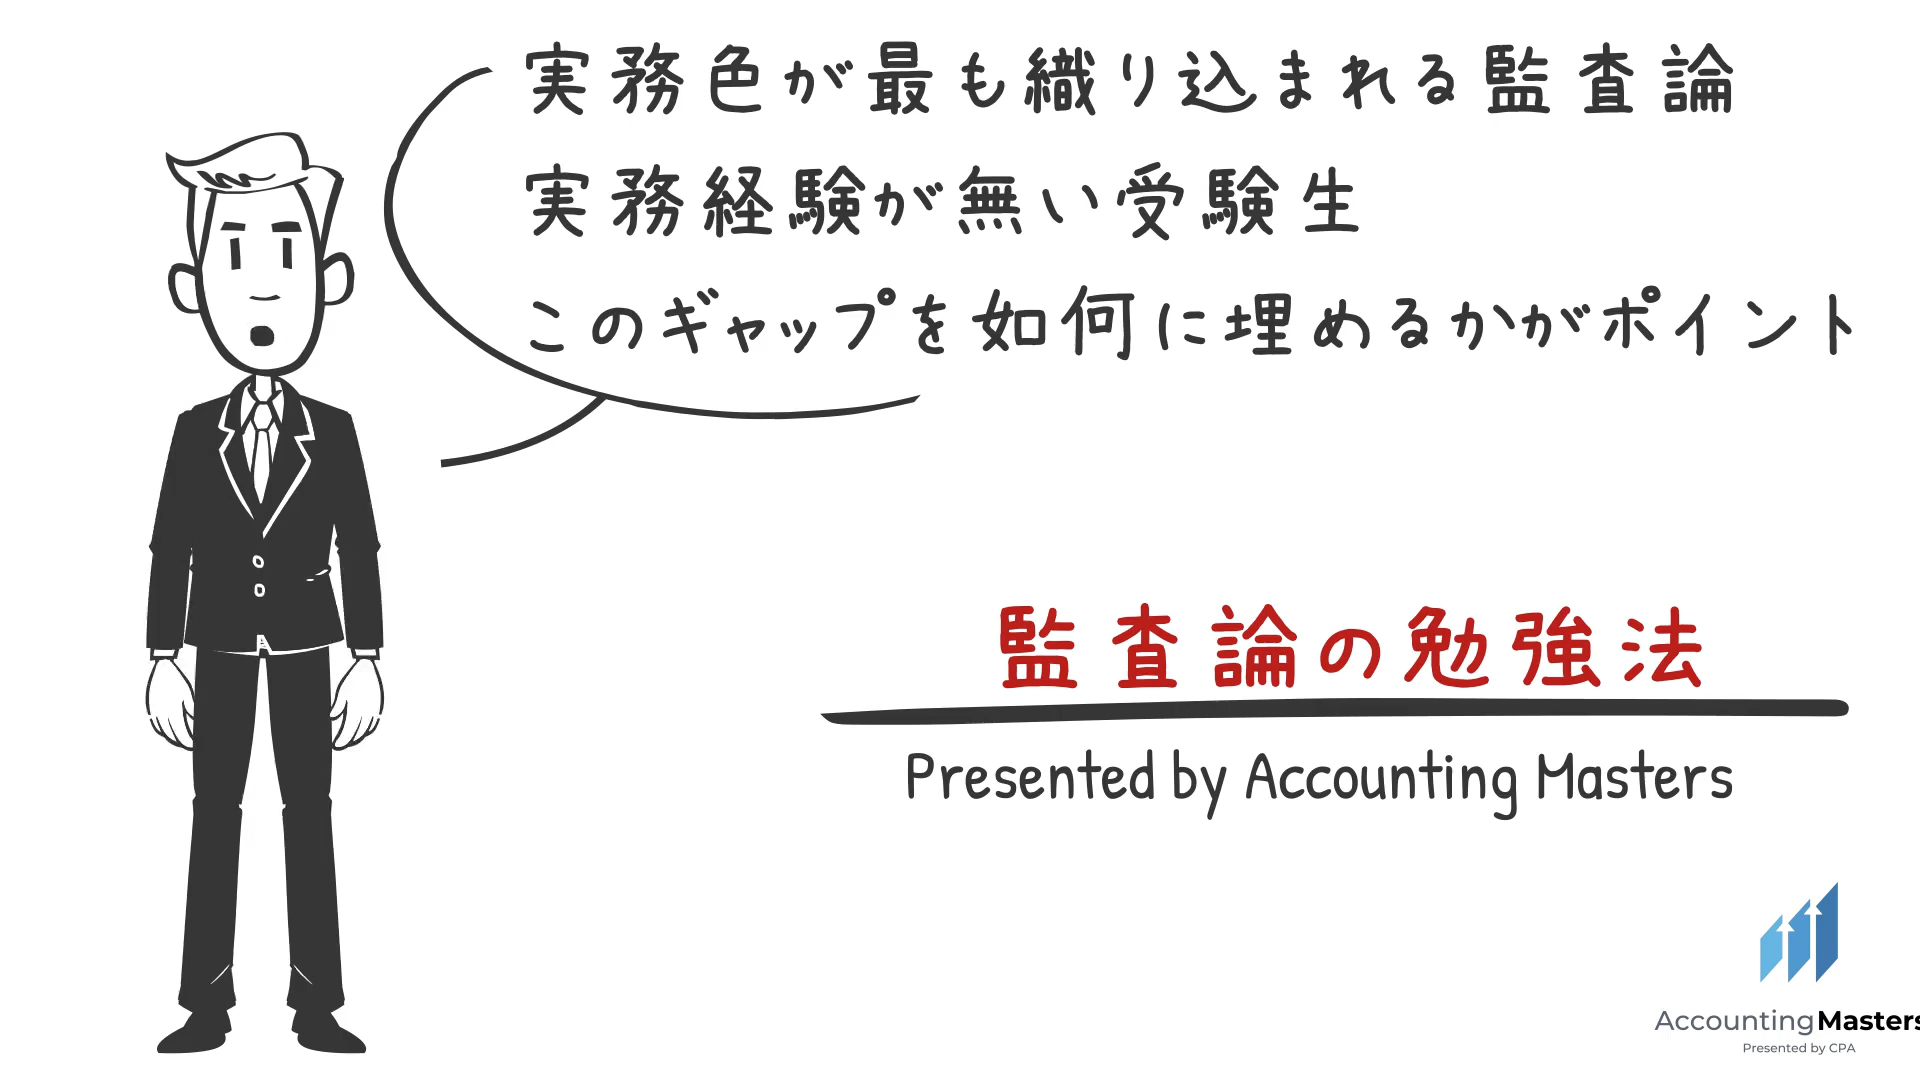 実務色が最も織り込まれる監査論
実務経験が無い受験生
このギャップを如何に埋めるかがポイント
監査論の勉強法
Presented by Accounting Masters
AccountingMasters
Presented by CPA